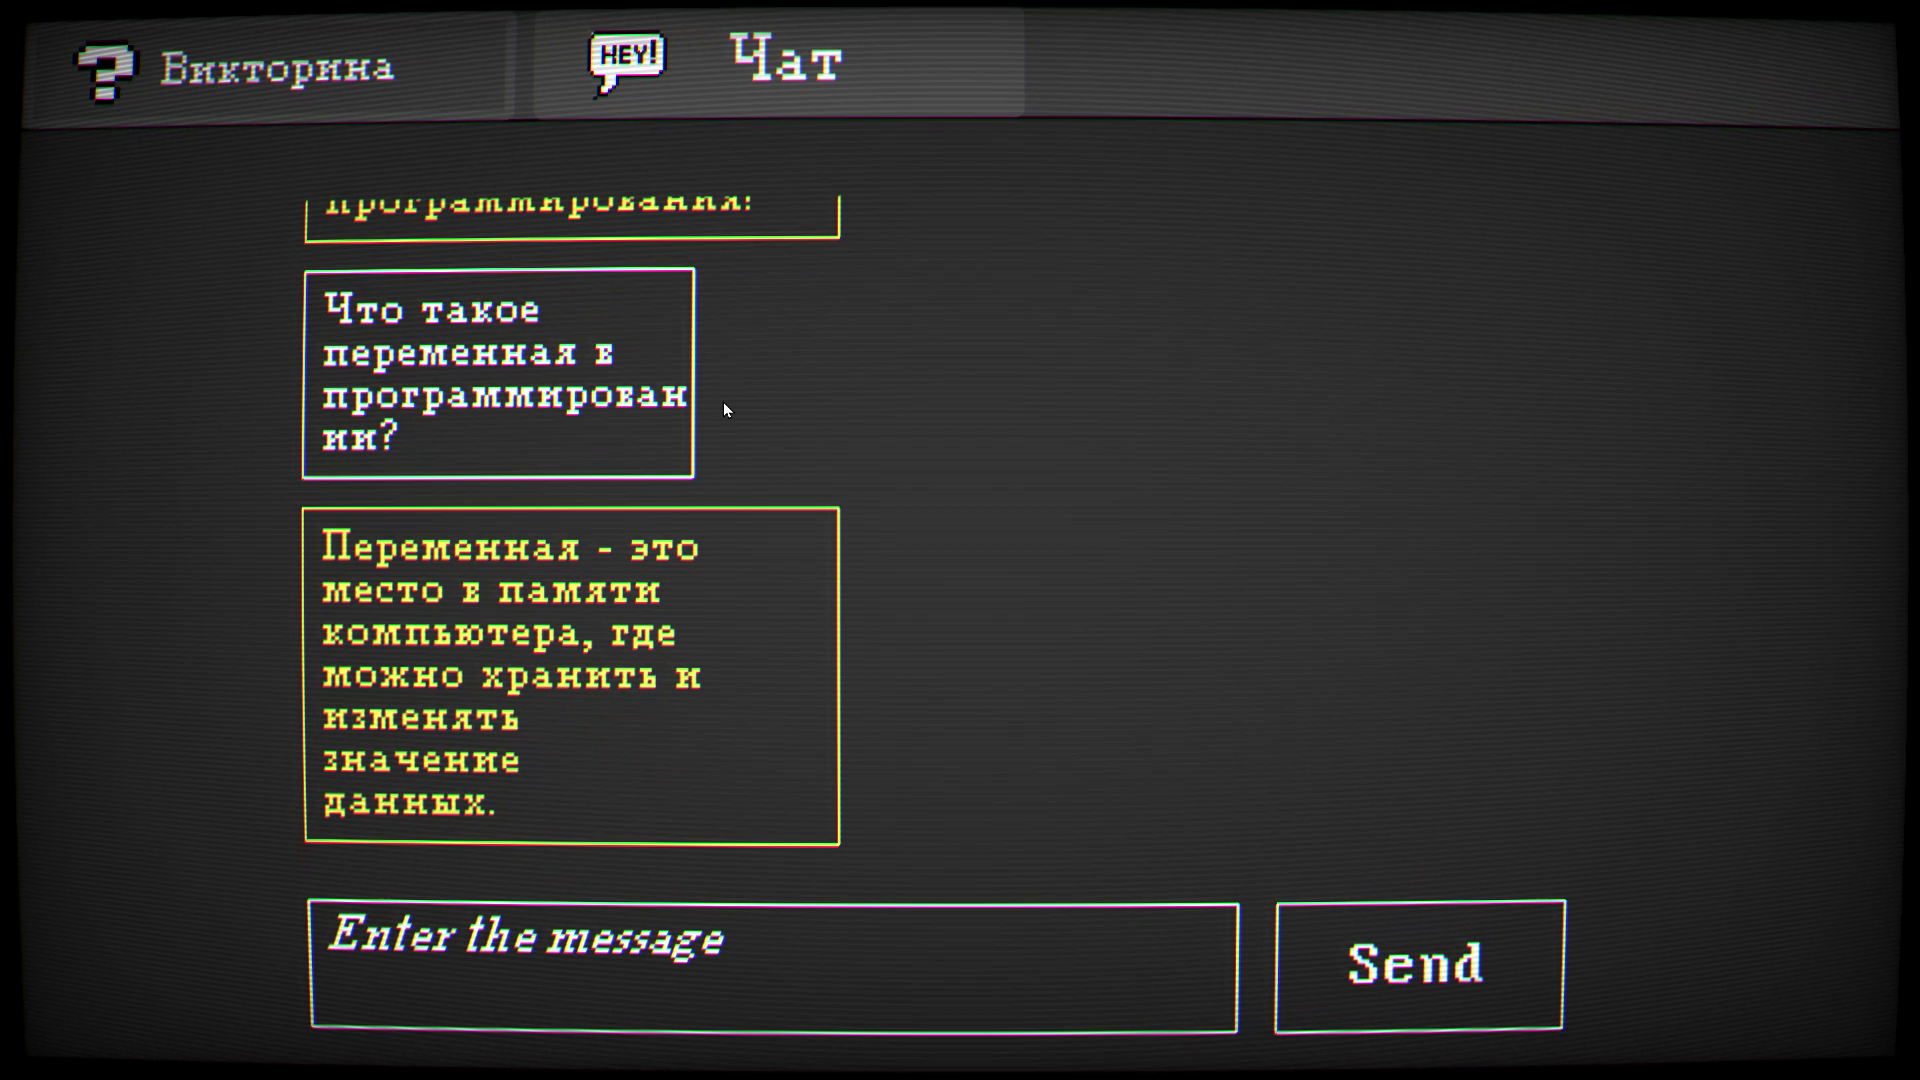 Викторина
HEY!
Чат
программирования!
Что такое
переменная в
программирован
ии?
Переменная - это
место в памяти
компьютера, где
можно хранить и
изменять
значение
данных.
Enter the message
Send